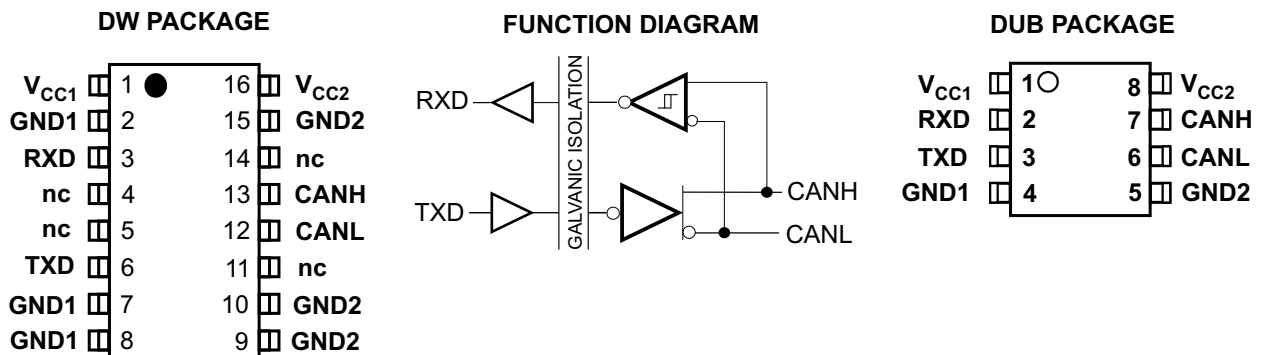 DW PACKAGE
VCC1 1 16 VCC2
GND1 2 15 GND2
RXD 3 14 nc
nc 4 13 CANH
nc 5 12 CANL
TXD 6 11 nc
GND1 7 10 GND2
GND1 8 9 GND2
FUNCTION DIAGRAM
RXD
GALVANIC ISOLATION
TXD
CANH
CANL
DUB PACKAGE
VCC1 1 8 VCC2
RXD 2 7 CANH
TXD 3 6 CANL
GND1 4 5 GND2